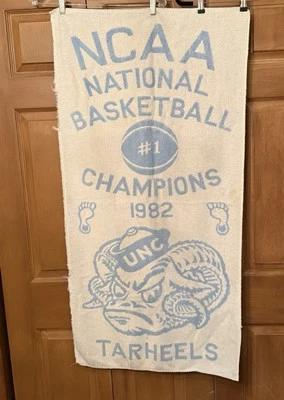 NCAA
NATIONAL
BASKETBALL
#1
CHAMPIONS
1982
UNC
TARHEELS